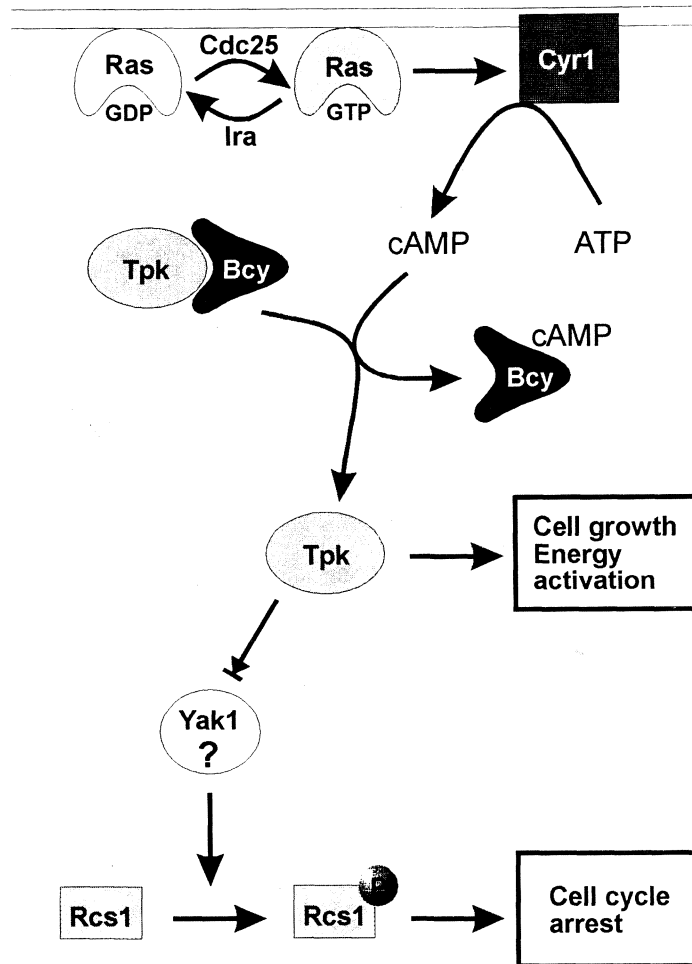 Cdc25
Ras
Ras
Cyr1
GDP
GTP
Ira
cAMP
ATP
Tpk
Bcy
cAMP
Bcy
Tpk
Cell growth
Energy
activation
Yak1
?
Rcs1
Rcs1
P
Cell cycle
arrest